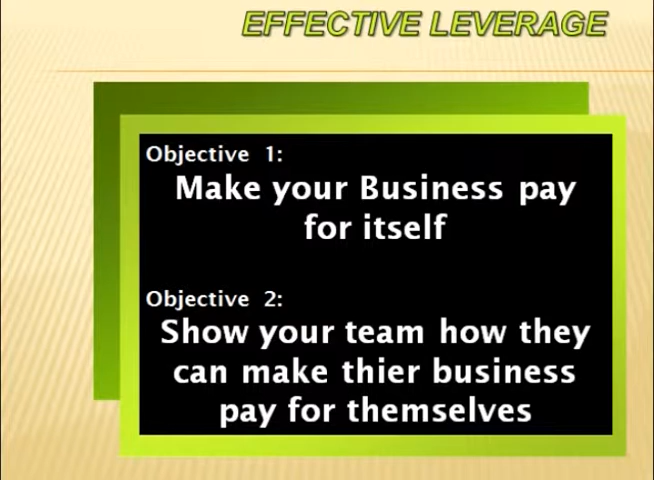 EFFECTIVE LEVERAGE
Objective 1:
Make your Business pay
for itself
Objective 2:
Show your team how they
can make thier business
pay for themselves